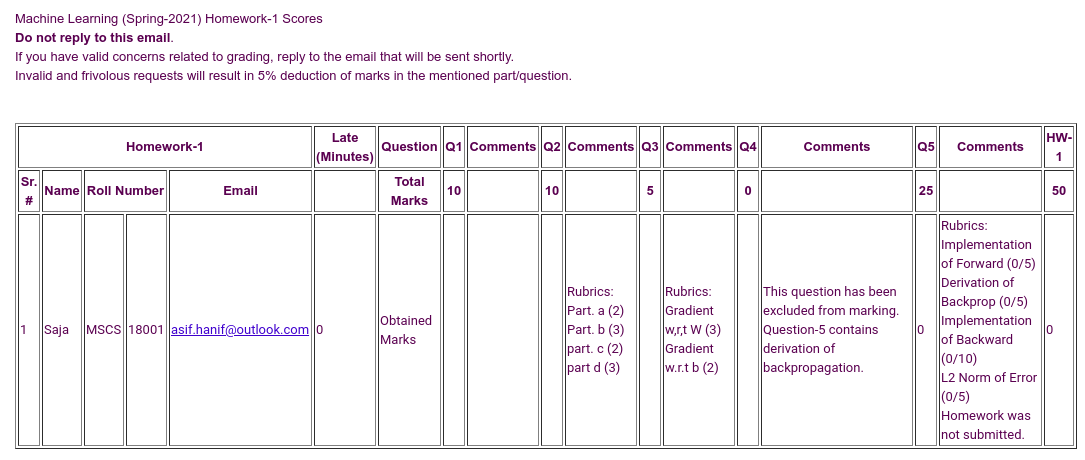 Machine Learning (Spring-2021) Homework-1 Scores
Do not reply to this email.
If you have valid concerns related to grading, reply to the email that will be sent shortly.
Invalid and frivolous requests will result in 5% deduction of marks in the mentioned part/question.
Homework-1
Late
(Minutes)
Question
Q1
Comments
Q2
Comments
Q3
Comments
Q4
Comments
Q5
Comments
HW-
1
Sr.
#
Name
Roll Number
Email
Total
Marks
10
10
5
0
25
50
1
Saja
MSCS
18001
asif.hanif@outlook.com
0
Obtained
Marks
Rubrics:
Part. a (2)
Part. b (3)
part. c (2)
part d (3)
Rubrics:
Gradient
w,r,t W (3)
Gradient
w.r.t b (2)
This question has been
excluded from marking.
Question-5 contains
derivation of
backpropagation.
0
Rubrics:
Implementation
of Forward (0/5)
Derivation of
Backprop (0/5)
Implementation
of Backward
(0/10)
L2 Norm of Error
(0/5)
Homework was
not submitted.
0